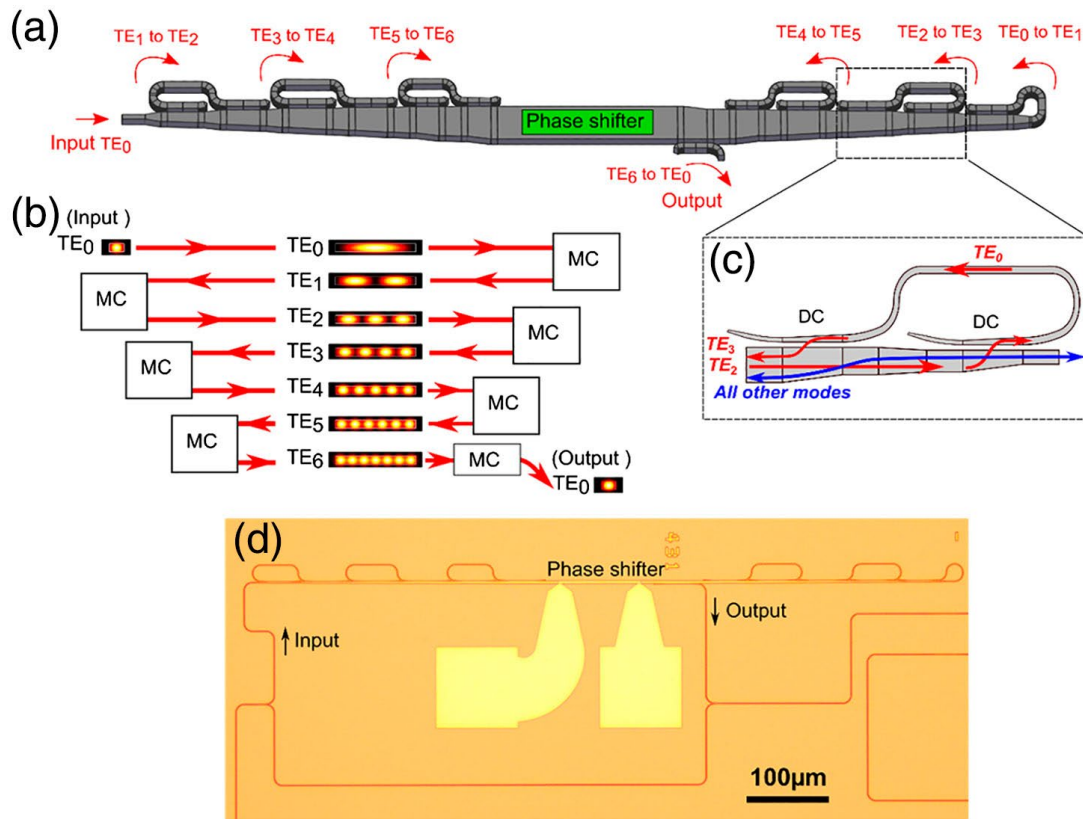 (a)
TE1 to TE2
TE3 to TE4
TE5 to TE6
TE4 to TE5
TE2 to TE3
TE0 to TE1
Input TE0
Phase shifter
TE6 to TE0
Output
(b)
(Input )
TE0
TE0
MC
TE1
MC
TE2
MC
TE3
MC
TE4
MC
TE5
MC
TE6
MC
(Output )
TE0
(c)
TE0
DC
DC
TE3
TE2
All other modes
(d)
134
Phase shifter
Input
Output
100μm